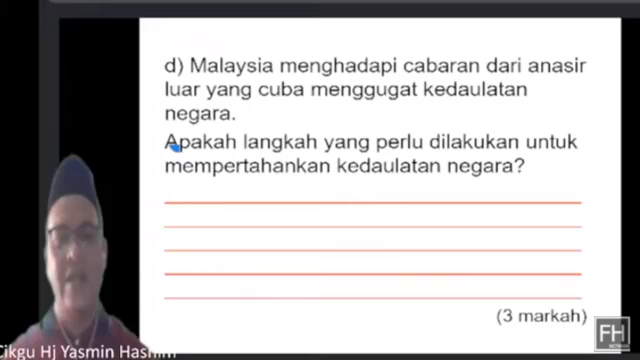 d) Malaysia menghadapi cabaran dari anasir
luar yang cuba menggugat kedaulatan
negara.
Apakah langkah yang perlu dilakukan untuk
mempertahankan kedaulatan negara?
(3 markah)
FH
Cikgu Hj Yasmin Hashim